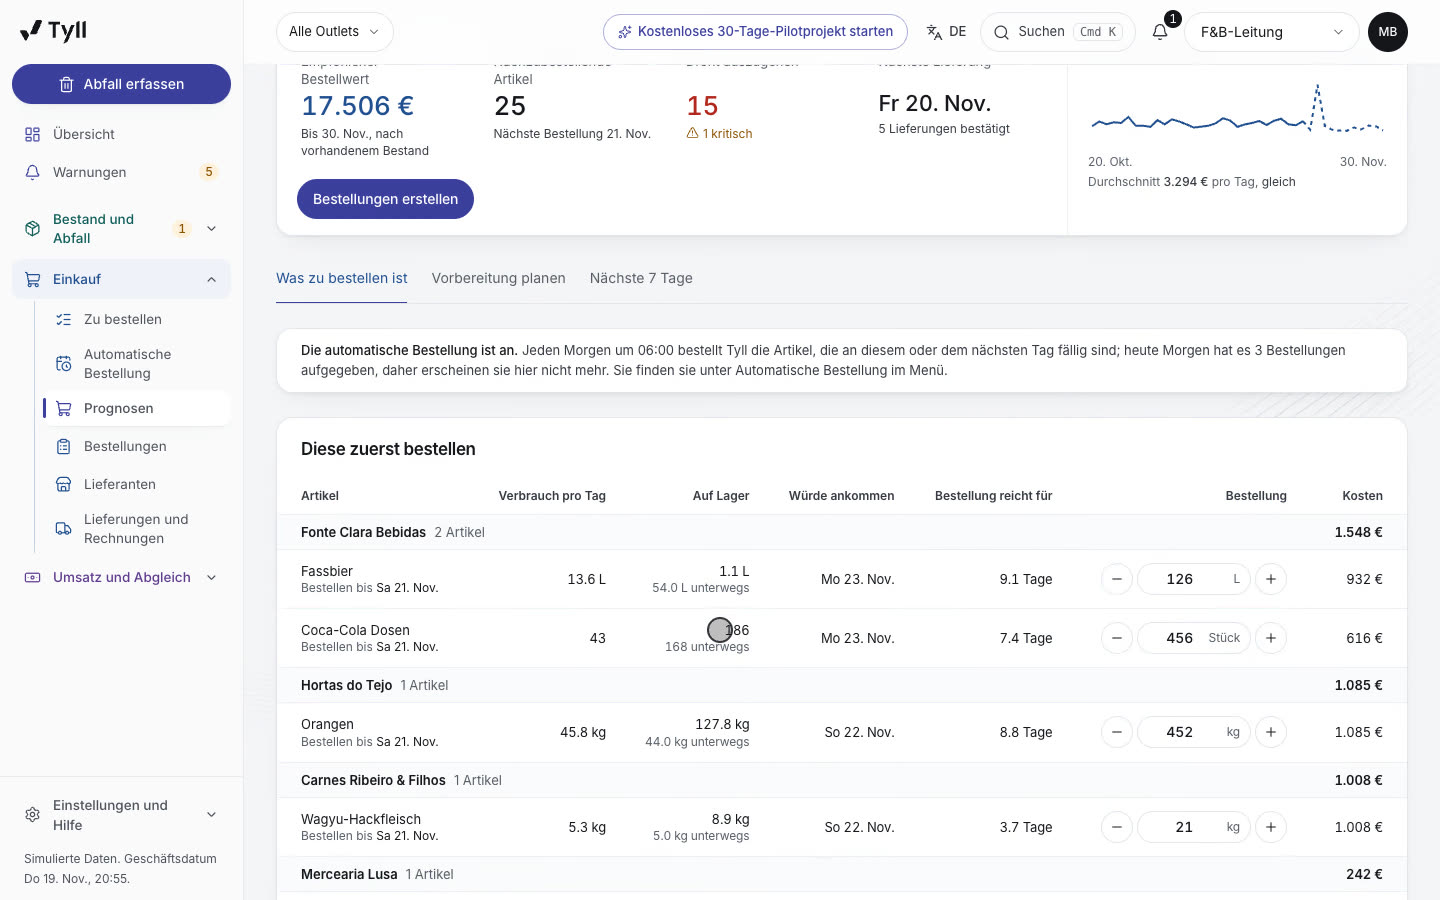 Tyll
Alle Outlets
Kostenloses 30-Tage-Pilotprojekt starten
DE
Suchen
Cmd K
1
F&B-Leitung
MB
Abfall erfassen
Übersicht
Warnungen
5
Bestand und
Abfall
1
Einkauf
Zu bestellen
Automatische
Bestellung
Prognosen
Bestellungen
Lieferanten
Lieferungen und
Rechnungen
Umsatz und Abgleich
Einstellungen und
Hilfe
Simulierte Daten. Geschäftsdatum
Do 19. Nov., 20:55.
Bestellwert
17.506 €
Bis 30. Nov., nach
vorhandenem Bestand
Artikel
25
Nächste Bestellung 21. Nov.
15
1 kritisch
Fr 20. Nov.
5 Lieferungen bestätigt
20. Okt.
30. Nov.
Durchschnitt 3.294 € pro Tag, gleich
Bestellungen erstellen
Was zu bestellen ist
Vorbereitung planen
Nächste 7 Tage
Die automatische Bestellung ist an. Jeden Morgen um 06:00 bestellt Tyll die Artikel, die an diesem oder dem nächsten Tag fällig sind; heute Morgen hat es 3 Bestellungen
aufgegeben, daher erscheinen sie hier nicht mehr. Sie finden sie unter Automatische Bestellung im Menü.
Diese zuerst bestellen
Artikel Verbrauch pro Tag Auf Lager Würde ankommen Bestellung reicht für Bestellung Kosten
Fonte Clara Bebidas 2 Artikel 1.548 €
Fassbier 13.6 L 1.1 L Mo 23. Nov. 9.1 Tage − 126 L + 932 €
Bestellen bis Sa 21. Nov. 54.0 L unterwegs
Coca-Cola Dosen 43 186 Mo 23. Nov. 7.4 Tage − 456 Stück + 616 €
Bestellen bis Sa 21. Nov. 168 unterwegs
Hortas do Tejo 1 Artikel 1.085 €
Orangen 45.8 kg 127.8 kg So 22. Nov. 8.8 Tage − 452 kg + 1.085 €
Bestellen bis Sa 21. Nov. 44.0 kg unterwegs
Carnes Ribeiro & Filhos 1 Artikel 1.008 €
Wagyu-Hackfleisch 5.3 kg 8.9 kg So 22. Nov. 3.7 Tage − 21 kg + 1.008 €
Bestellen bis Sa 21. Nov. 5.0 kg unterwegs
Mercearia Lusa 1 Artikel 242 €